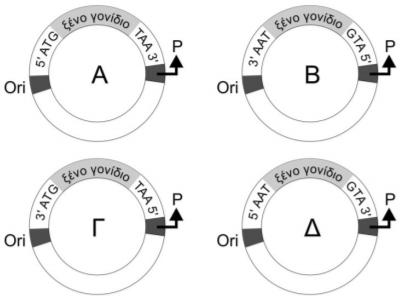 5' ATG ξένο γονίδιο TAA 3'
P
Ori
A
3' AAT ξένο γονίδιο GTA 5'
P
Ori
B
3' ATG ξένο γονίδιο TAA 5'
P
Ori
Γ
5' AAT ξένο γονίδιο GTA 3'
P
Ori
Δ